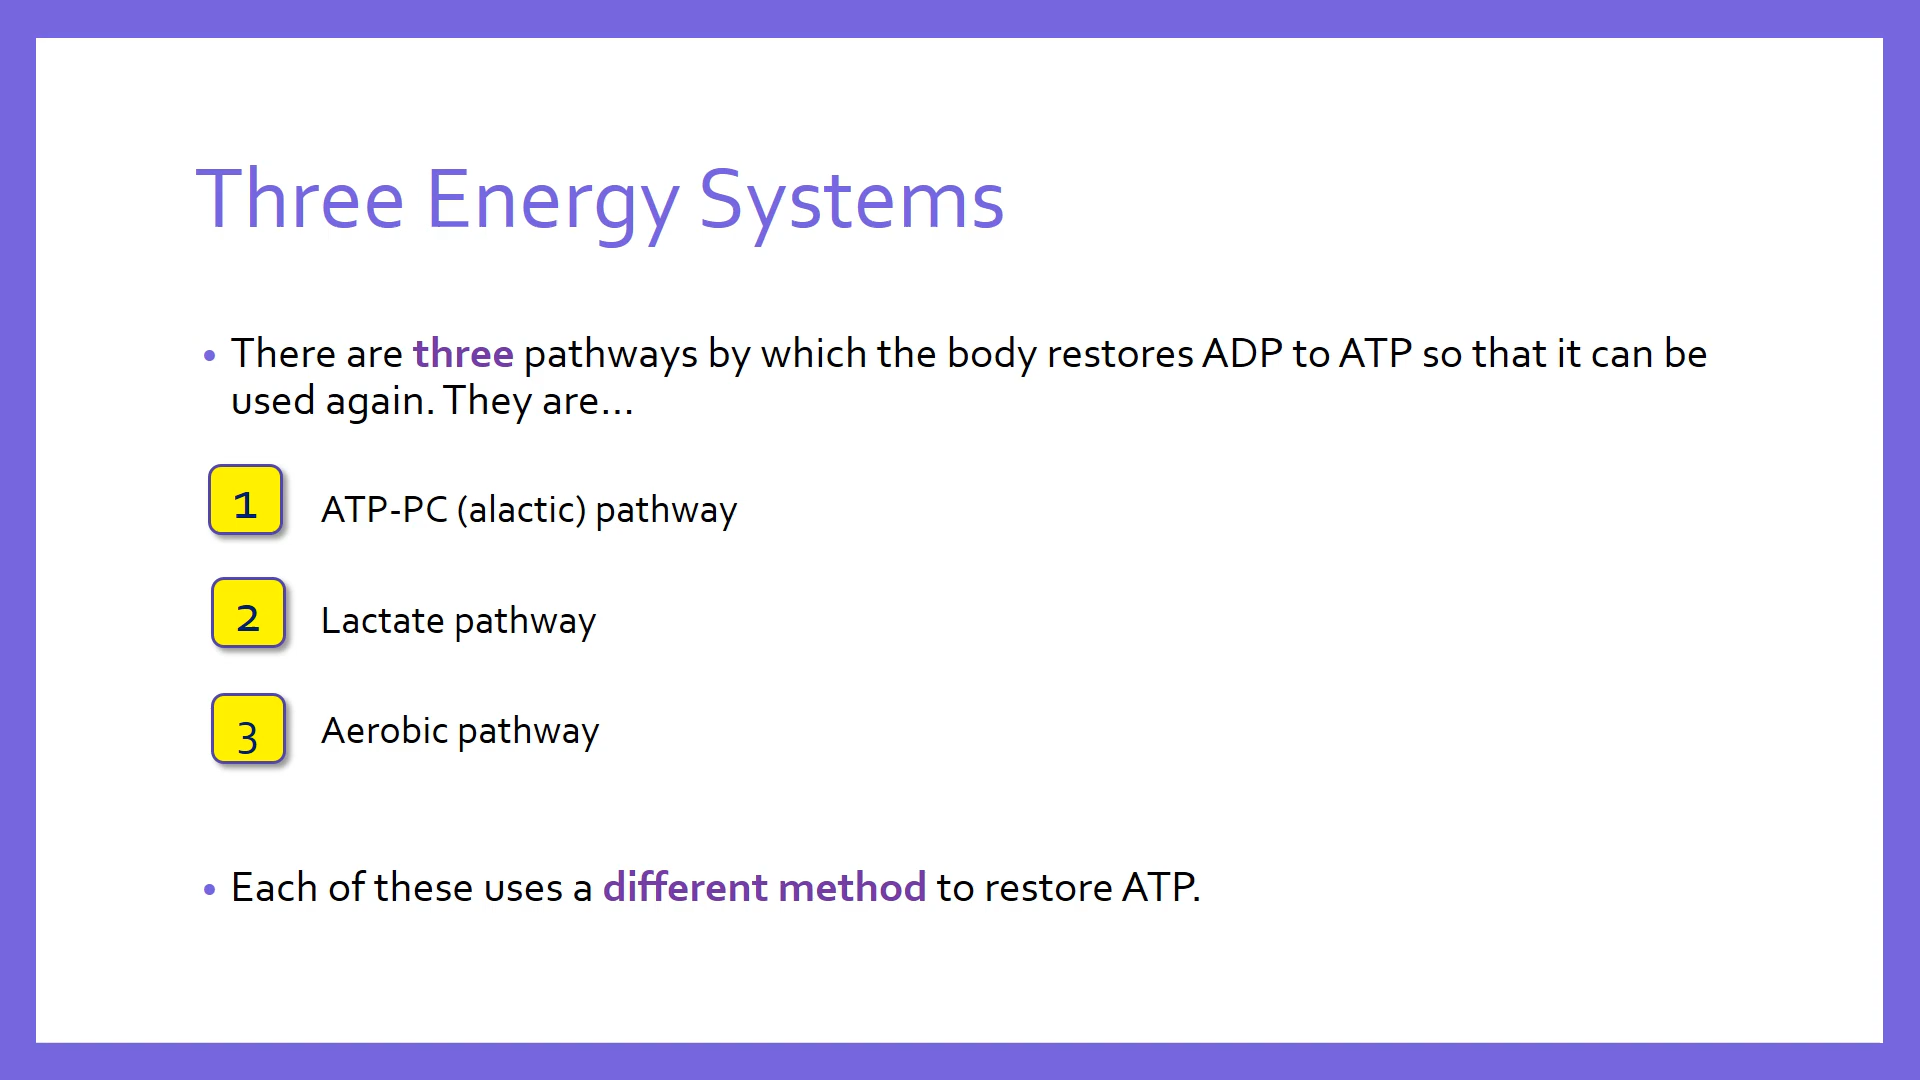 Three Energy Systems
• There are three pathways by which the body restores ADP to ATP so that it can be
used again. They are...
1 ATP-PC (alactic) pathway
2 Lactate pathway
3 Aerobic pathway
• Each of these uses a different method to restore ATP.